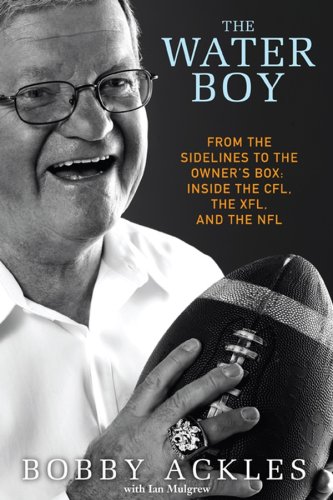 THE
WATER
BOY
FROM THE
SIDELINES TO THE
OWNER'S BOX:
INSIDE THE CFL,
THE XFL,
AND THE NFL
BOBBY ACKLES
with Ian Mulgrew